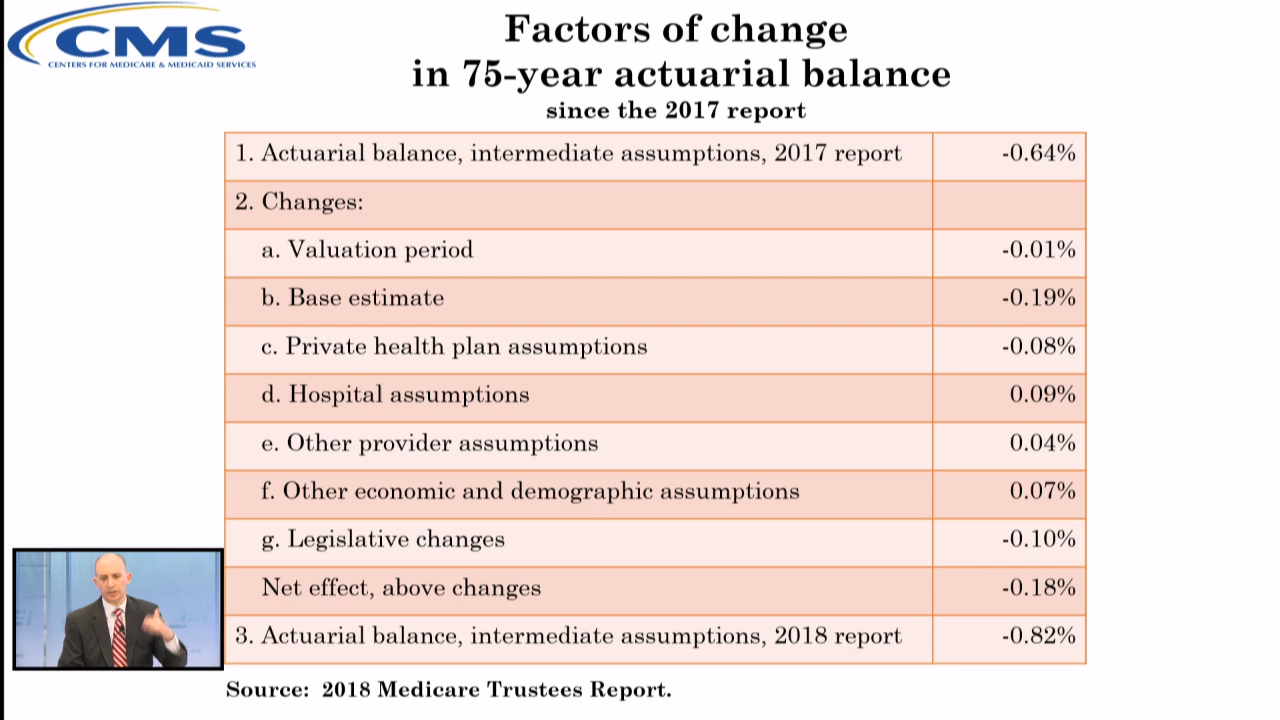 CMS
CENTERS FOR MEDICARE & MEDICAID SERVICES
Factors of change
in 75-year actuarial balance
since the 2017 report
1. Actuarial balance, intermediate assumptions, 2017 report -0.64%
2. Changes:
a. Valuation period -0.01%
b. Base estimate -0.19%
c. Private health plan assumptions -0.08%
d. Hospital assumptions 0.09%
e. Other provider assumptions 0.04%
f. Other economic and demographic assumptions 0.07%
g. Legislative changes -0.10%
Net effect, above changes -0.18%
3. Actuarial balance, intermediate assumptions, 2018 report -0.82%
Source: 2018 Medicare Trustees Report.